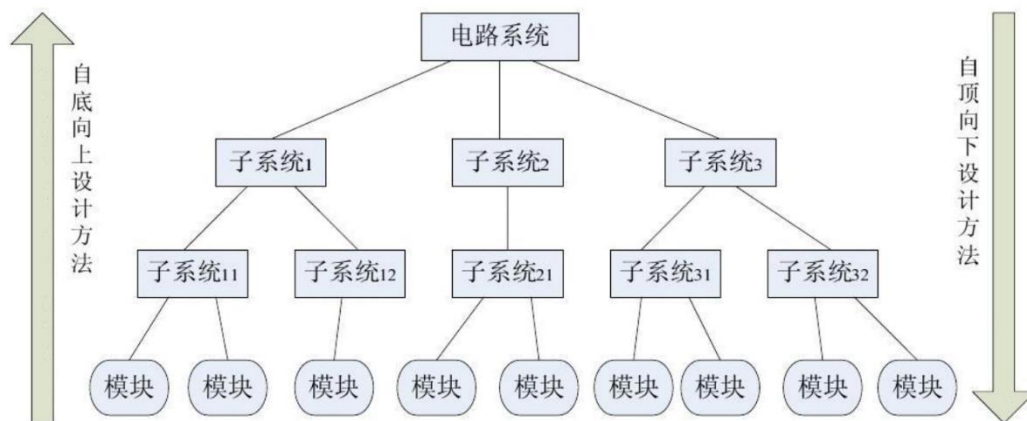 电路系统
自底向上设计方法
自顶向下设计方法
子系统1
子系统2
子系统3
子系统11
子系统12
子系统21
子系统31
子系统32
模块
模块
模块
模块
模块
模块
模块
模块
模块